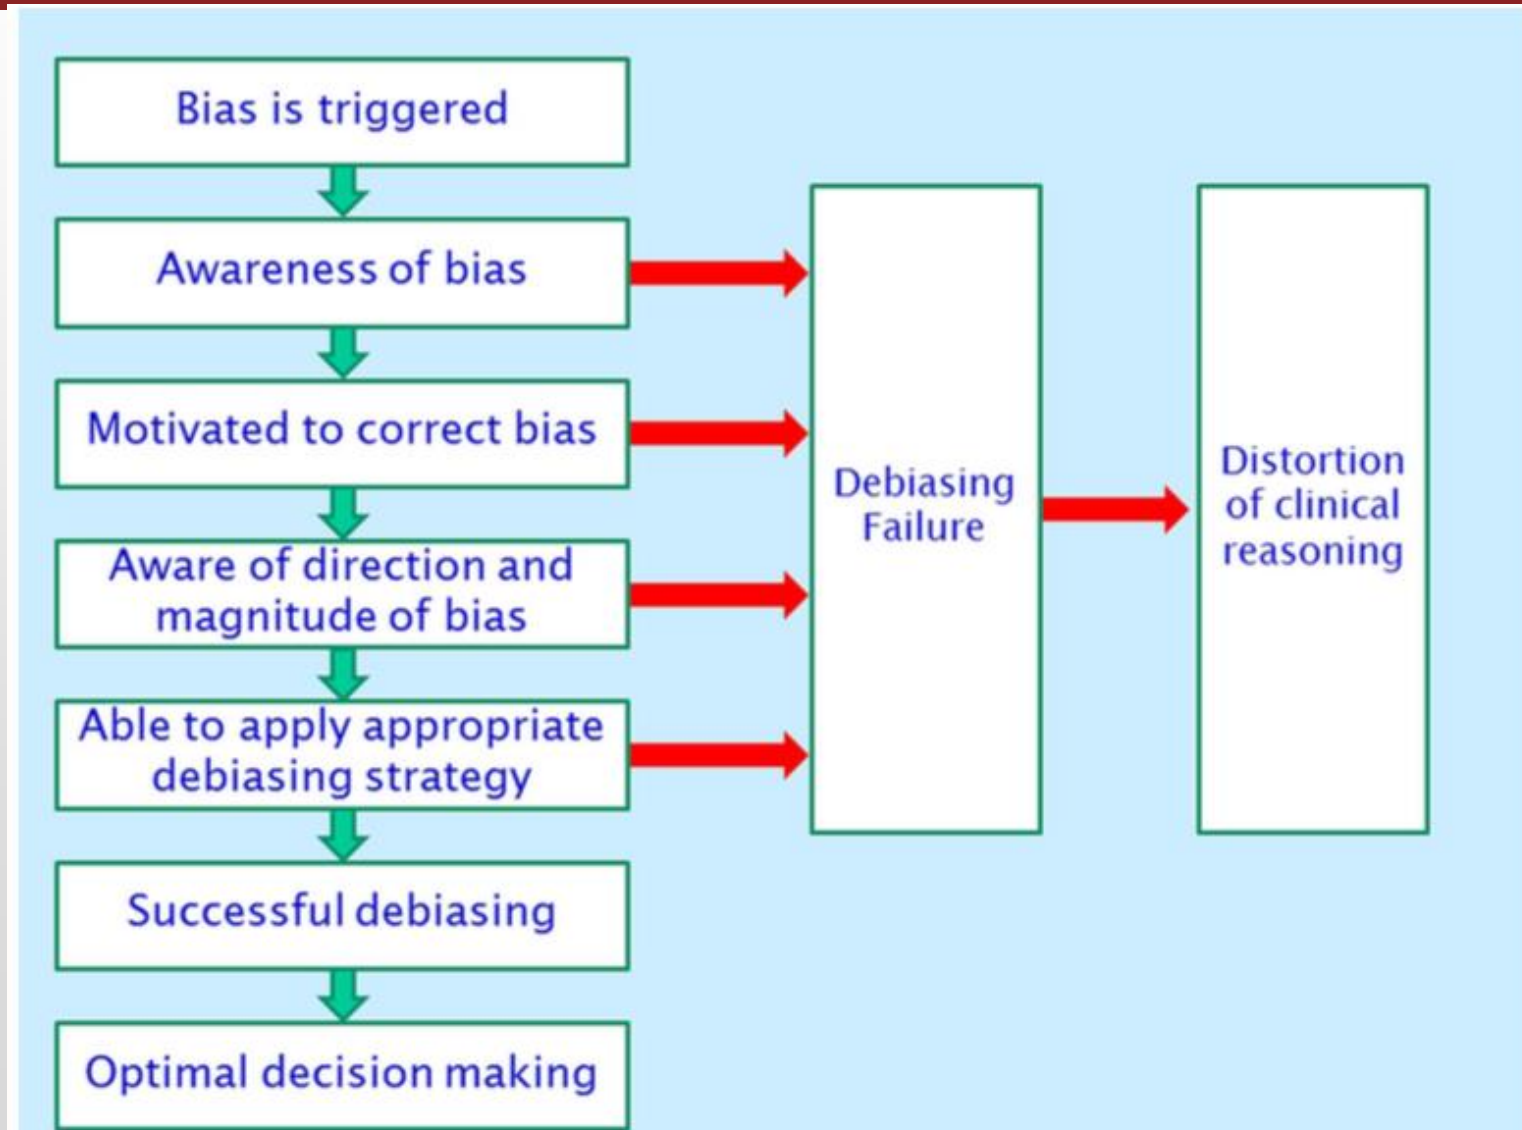 Bias is triggered
Awareness of bias
Motivated to correct bias
Aware of direction and
magnitude of bias
Able to apply appropriate
debiasing strategy
Successful debiasing
Optimal decision making
Debiasing
Failure
Distortion
of clinical
reasoning